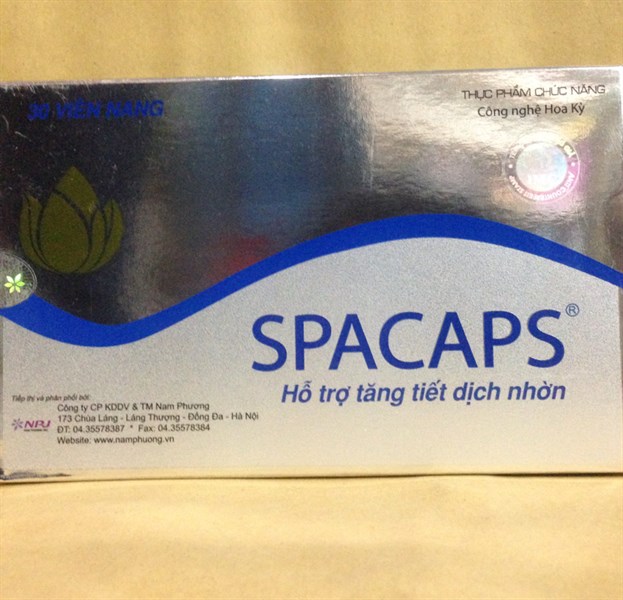 30 VIÊN NANG
THỰC PHẨM CHỨC NĂNG
Công nghệ Hoa Kỳ
SPACAPS®
Hỗ trợ tăng tiết dịch nhờn
Tiếp thị và phân phối bởi:
Công ty CP KDDV & TM Nam Phương
173 Chùa Láng - Láng Thượng - Đống Đa - Hà Nội
ĐT: 04.35578387 * Fax: 04.35578384
Website: www.namphuong.vn
NPJ